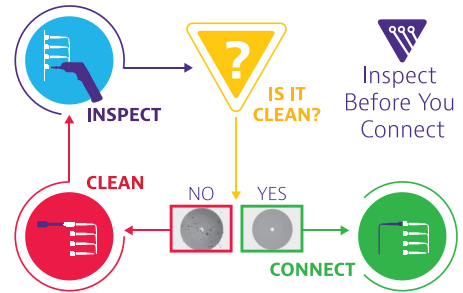 INSPECT
?
IS IT
CLEAN?
Inspect
Before You
Connect
CLEAN
NO
YES
CONNECT